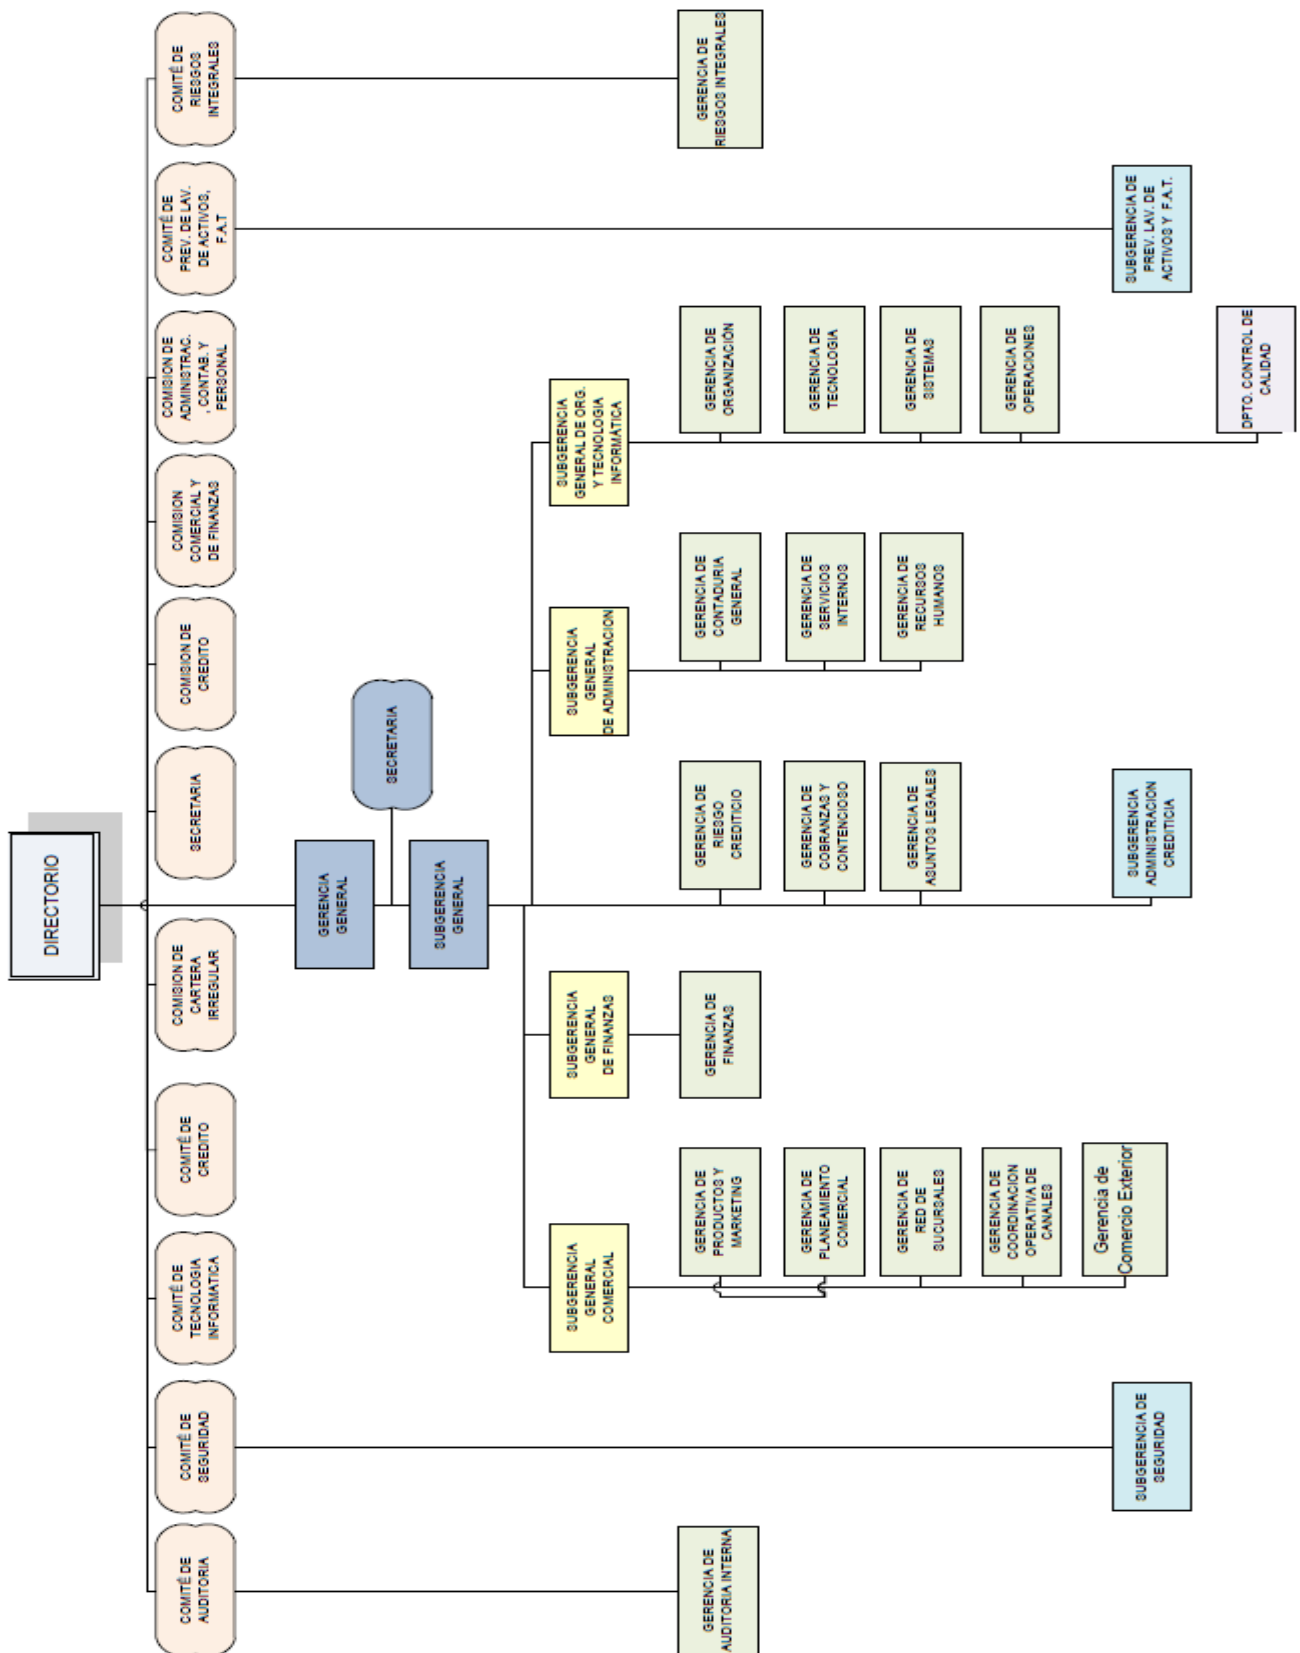 DIRECTORIO
COMITÉ DE
AUDITORIA
COMITÉ DE
SEGURIDAD
COMITÉ DE
TECNOLOGIA
INFORMATICA
COMITÉ DE
CREDITO
COMISION DE
CARTERA
IRREGULAR
SECRETARIA
COMISION DE
CREDITO
COMISION
COMERCIAL Y
DE FINANZAS
COMISION DE
ADMINISTRAC.
, CONTAB. Y
PERSONAL
COMITÉ DE
PREV. DE LAV.
DE ACTIVOS,
F.A.T
COMITÉ DE
RIESGOS
INTEGRALES
GERENCIA
GENERAL
SECRETARIA
SUBGERENCIA
GENERAL
SUBGERENCIA
GENERAL
COMERCIAL
SUBGERENCIA
GENERAL
DE FINANZAS
SUBGERENCIA
GENERAL
DE ADMINISTRACION
SUBGERENCIA
GENERAL DE ORG.
Y TECNOLOGIA
INFORMÁTICA
GERENCIA DE
AUDITORIA INTERNA
GERENCIA DE
PRODUCTOS Y
MARKETING
GERENCIA DE
FINANZAS
GERENCIA DE
RIESGO
CREDITICIO
GERENCIA DE
CONTADURIA
GENERAL
GERENCIA DE
ORGANIZACIÓN
GERENCIA DE
RIESGOS INTEGRALES
GERENCIA DE
PLANEAMIENTO
COMERCIAL
GERENCIA DE
COBRANZAS Y
CONTENCIOSO
GERENCIA DE
SERVICIOS
INTERNOS
GERENCIA DE
TECNOLOGIA
GERENCIA DE
RED DE
SUCURSALES
GERENCIA DE
ASUNTOS LEGALES
GERENCIA DE
RECURSOS
HUMANOS
GERENCIA DE
SISTEMAS
GERENCIA DE
COORDINACION
OPERATIVA DE
CANALES
GERENCIA DE
OPERACIONES
Gerencia de
Comercio Exterior
SUBGERENCIA DE
SEGURIDAD
SUBGERENCIA
ADMINISTRACION
CREDITICIA
SUBGERENCIA DE
PREV. LAV. DE
ACTIVOS Y F.A.T.
DPTO. CONTROL DE
CALIDAD